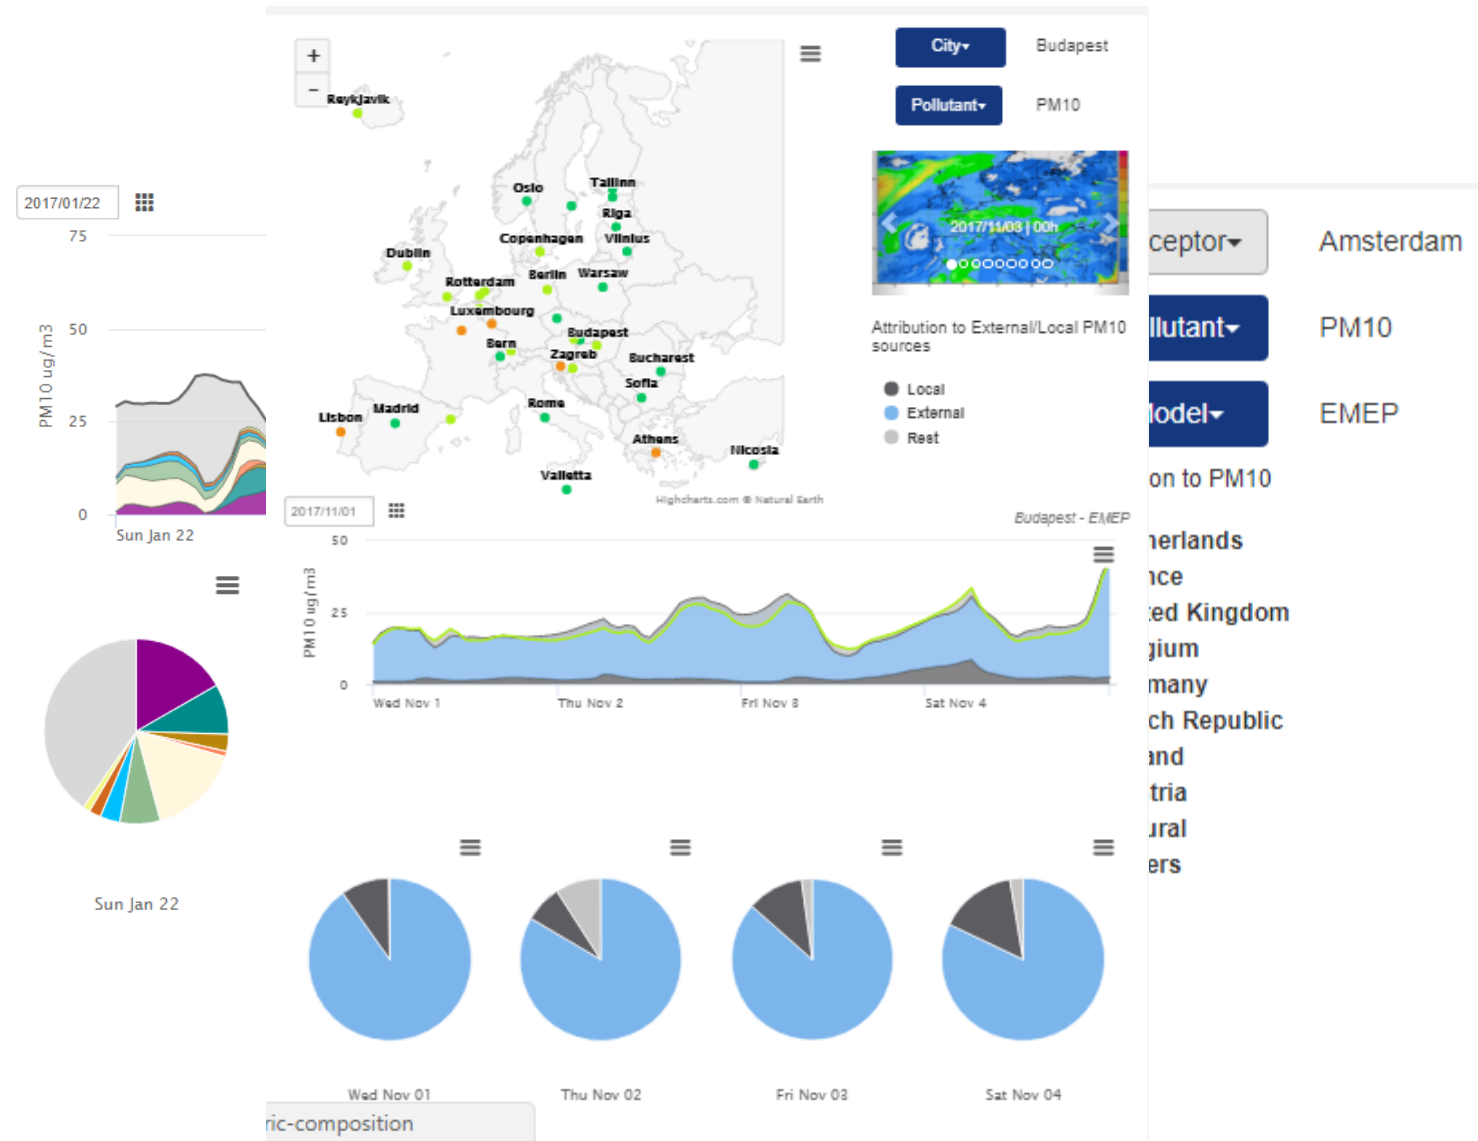 City
Budapest
Pollutant
PM10
Reykjavik
Oslo
Tallinn
Riga
Copenhagen
Vilnius
Dublin
Berlin
Warsaw
Rotterdam
Luxembourg
Budapest
Bern
Zagreb
Bucharest
Sofia
Lisbon
Madrid
Rome
Athens
Nicosia
Valletta
Highcharts.com © Natural Earth
2017/11/03 | 00h
Attribution to External/Local PM10
sources
Local
External
Rest
2017/11/01
Budapest - EMEP
50
25
0
PM10 ug/m3
Wed Nov 1
Thu Nov 2
Fri Nov 3
Sat Nov 4
Wed Nov 01
Thu Nov 02
Fri Nov 03
Sat Nov 04
ric-composition
2017/01/22
75
50
25
0
PM10 ug/m3
Sun Jan 22
Sun Jan 22
ceptor
Amsterdam
llutant
PM10
odel
EMEP
on to PM10
herlands
nce
ted Kingdom
gium
many
ch Republic
and
tria
ural
ers